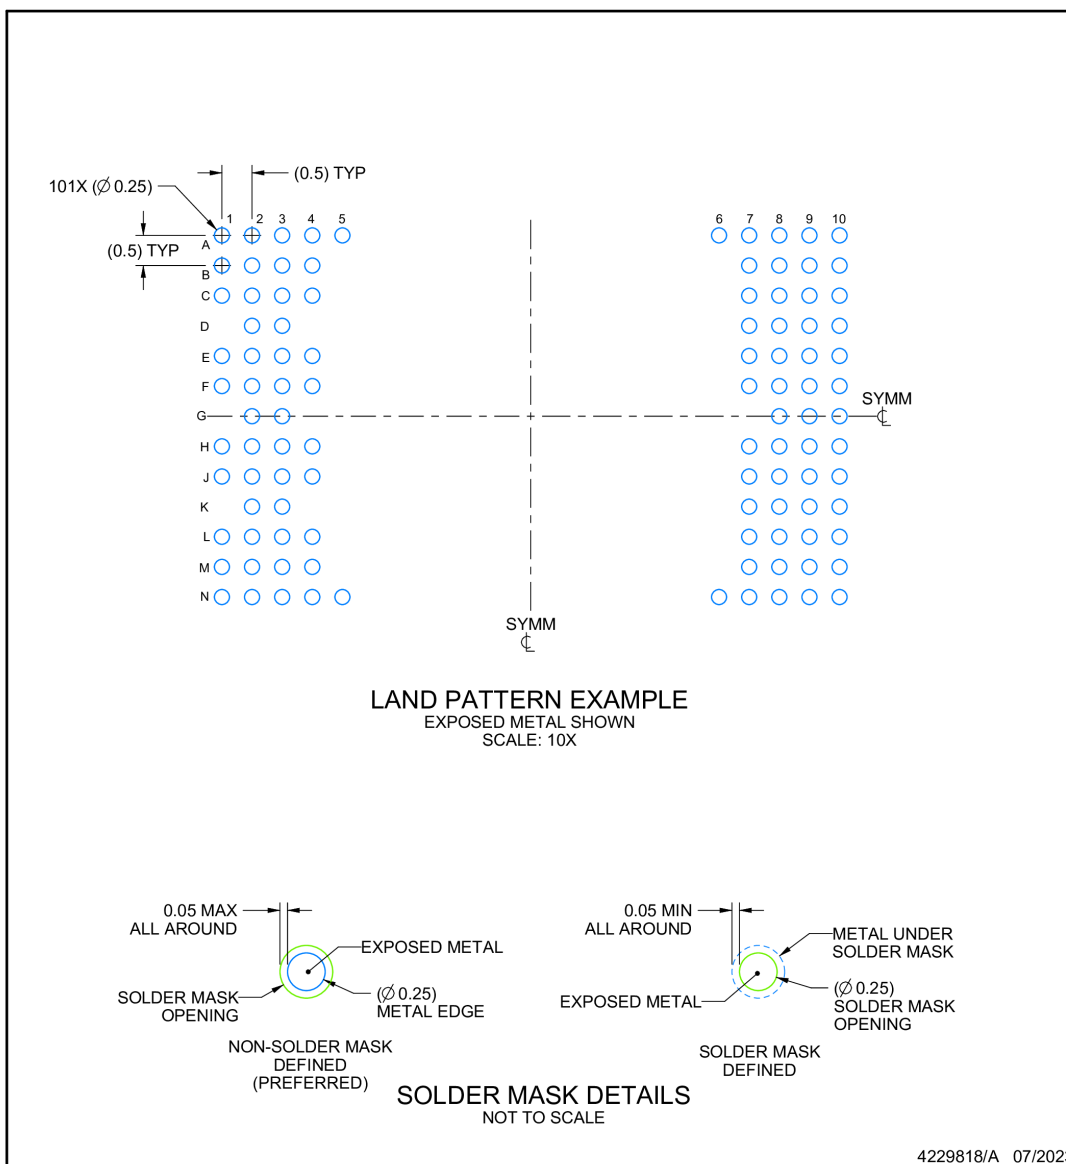 (0.5) TYP
101X (∅ 0.25)
1 2 3 4 5 6 7 8 9 10
A
(0.5) TYP
B
C
D
E
F
SYMM
G
H
J
K
L
M
N
SYMM
LAND PATTERN EXAMPLE
EXPOSED METAL SHOWN
SCALE: 10X
0.05 MAX
ALL AROUND
EXPOSED METAL
SOLDER MASK
OPENING
(∅ 0.25)
METAL EDGE
NON-SOLDER MASK
DEFINED
(PREFERRED)
0.05 MIN
ALL AROUND
METAL UNDER
SOLDER MASK
EXPOSED METAL
(∅ 0.25)
SOLDER MASK
OPENING
SOLDER MASK
DEFINED
SOLDER MASK DETAILS
NOT TO SCALE
4229818/A 07/2023